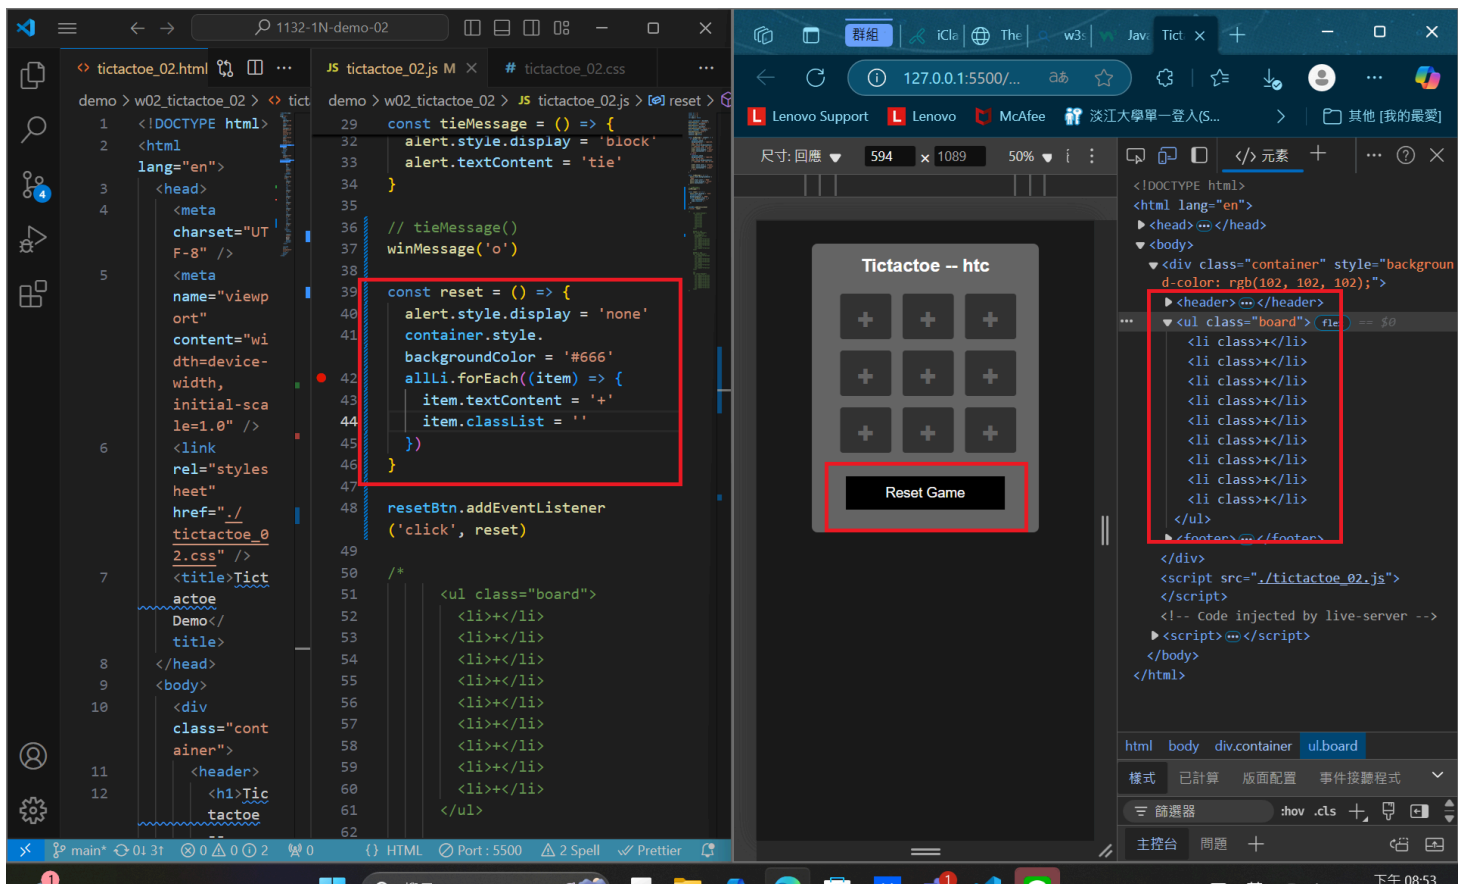 1132-1N-demo-02
tictactoe_02.html
JS tictactoe_02.js M
# tictactoe_02.css
demo > w02_tictactoe_02 > <> tict
demo > w02_tictactoe_02 > JS tictactoe_02.js > reset >
1 <!DOCTYPE html>
2 <html
lang="en">
3 <head>
4 <meta
charset="UT
F-8" />
5 <meta
name="viewp
ort"
content="wi
dth=device-
width,
initial-sca
le=1.0" />
6 <link
rel="styles
heet"
href="./
tictactoe_0
2.css" />
7 <title>Tict
actoe
Demo</
title>
8 </head>
9 <body>
10 <div
class="cont
ainer">
11 <header>
12 <h1>Tic
tactoe
--
29 const tieMessage = () => {
32 alert.style.display = 'block'
33 alert.textContent = 'tie'
34 }
35
36 // tieMessage()
37 winMessage('o')
38
39 const reset = () => {
40 alert.style.display = 'none'
41 container.style.
backgroundColor = '#666'
42 allLi.forEach((item) => {
43 item.textContent = '+'
44 item.classList = ''
45 })
46 }
47
48 resetBtn.addEventListener
('click', reset)
49
50 /*
51 <ul class="board">
52 <li>+</li>
53 <li>+</li>
54 <li>+</li>
55 <li>+</li>
56 <li>+</li>
57 <li>+</li>
58 <li>+</li>
59 <li>+</li>
60 <li>+</li>
61 </ul>
62
4
main* 0↓ 3↑ 0 0 2 0 {} HTML Port : 5500 2 Spell Prettier
群組 iCla The w3s Java Tict
127.0.0.1:5500/...
Lenovo Support Lenovo McAfee 淡江大學單一登入(S... 其他 [我的最愛]
尺寸: 回應 594 x 1089 50%
Tictactoe -- htc
+ + +
+ + +
+ + +
Reset Game
</> 元素
<!DOCTYPE html>
<html lang="en">
<head> </head>
<body>
<div class="container" style="backgroun
d-color: rgb(102, 102, 102);">
<header> </header>
<ul class="board"> fle == $0
<li class>+</li>
<li class>+</li>
<li class>+</li>
<li class>+</li>
<li class>+</li>
<li class>+</li>
<li class>+</li>
<li class>+</li>
<li class>+</li>
</ul>
<footer> </footer>
</div>
<script src="./tictactoe_02.js">
</script>
<!-- Code injected by live-server -->
<script> </script>
</body>
</html>
html body div.container ul.board
樣式 已計算 版面配置 事件接聽程式
篩選器 :hov .cls
主控台 問題
1
1
下午 08:53